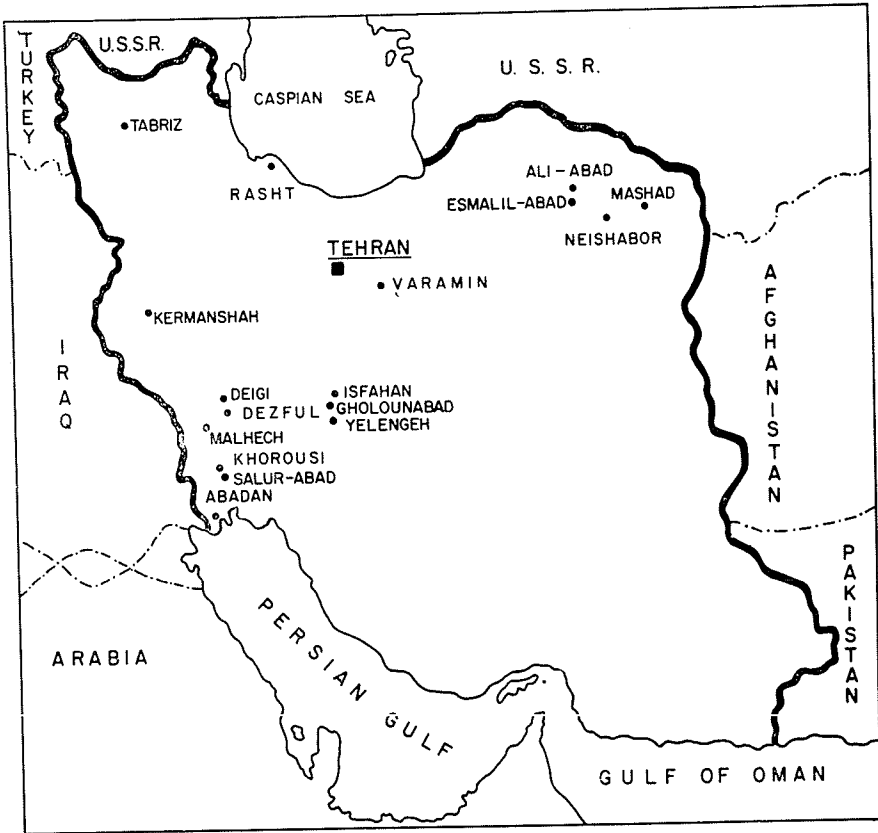 TURKEY
U.S.S.R.
U.S.S.R.
CASPIAN SEA
TABRIZ
RASHT
ALI-ABAD
ESMALIL-ABAD
MASHAD
NEISHABOR
TEHRAN
VARAMIN
KERMANSHAH
AFGHANISTAN
IRAQ
DEIGI
ISFAHAN
DEZFUL
GHOLOUNABAD
YELENGEH
MALHECH
KHOROUSI
SALUR-ABAD
ABADAN
PAKISTAN
ARABIA
PERSIAN GULF
GULF OF OMAN